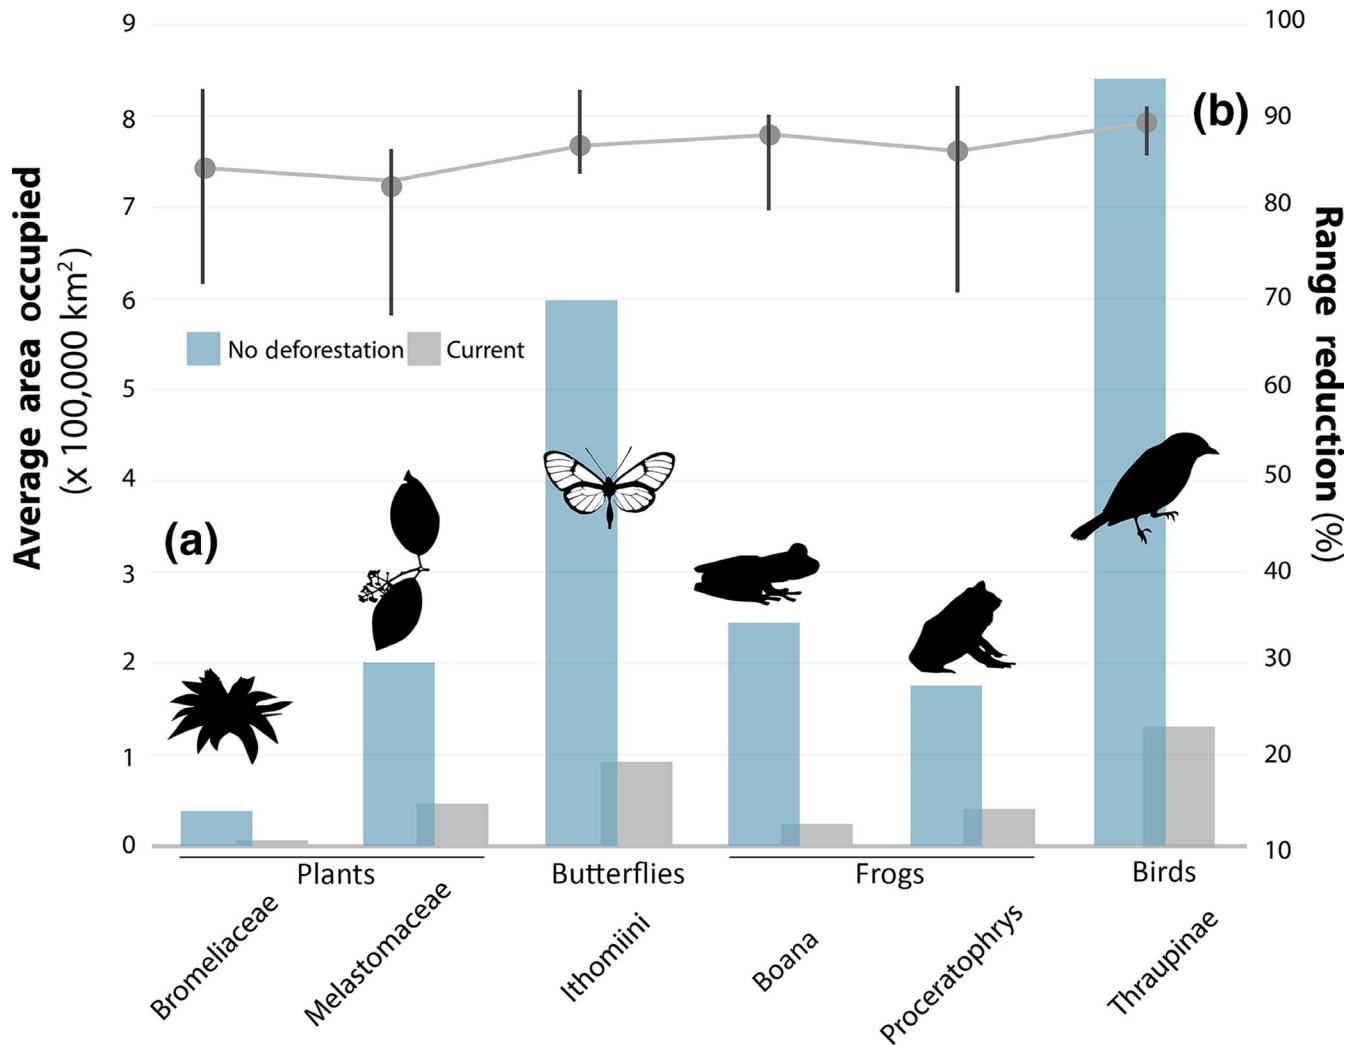 9
8
7
6
5
4
3
2
1
0
Average area occupied
(x 100,000 km²)
(a)
No deforestation
Current
(b)
100
90
80
70
60
50
40
30
20
10
Range reduction (%)
Plants
Butterflies
Frogs
Birds
Bromeliaceae
Melastomaceae
Ithomiini
Boana
Proceratophrys
Thraupinae